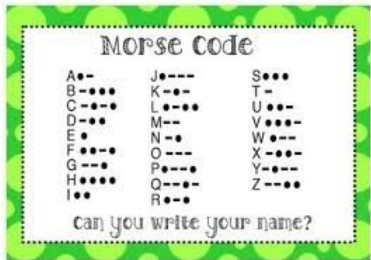 Morse Code
A●-
B-●●●
C-●-●
D-●●
E●
F●●-●
G--●
H●●●●
I●●
J●---
K-●-
L●-●●
M--
N-●
O---
P●--●
Q--●-
R●-●
S●●●
T-
U●●-
V●●●-
W●--
X-●●-
Y-●--
Z--●●
Can you write your name?